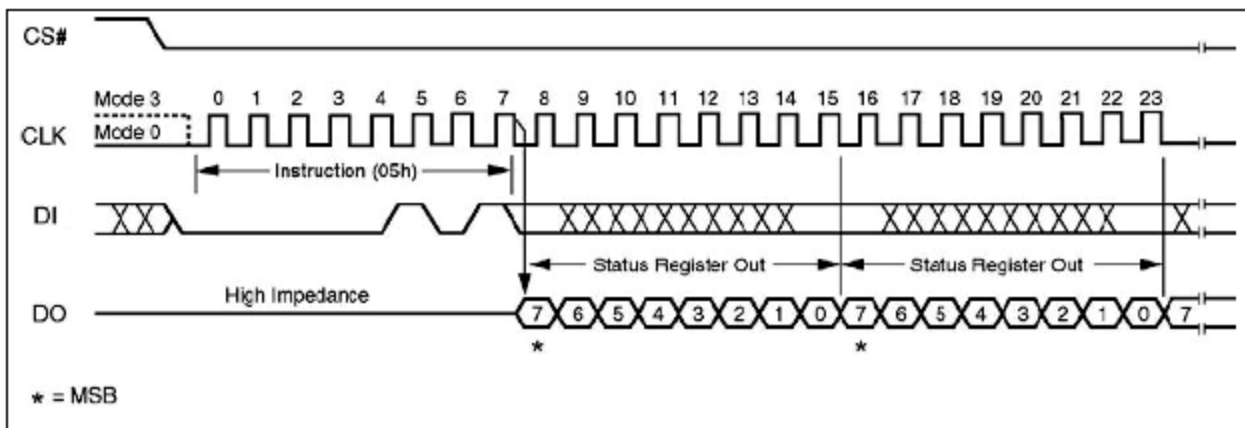 CS#
Mode 3
0 1 2 3 4 5 6 7 8 9 10 11 12 13 14 15 16 17 18 19 20 21 22 23
CLK
Mode 0
Instruction (05h)
DI
Status Register Out
Status Register Out
High Impedance
DO
7 6 5 4 3 2 1 0 7 6 5 4 3 2 1 0 7
* *
* = MSB